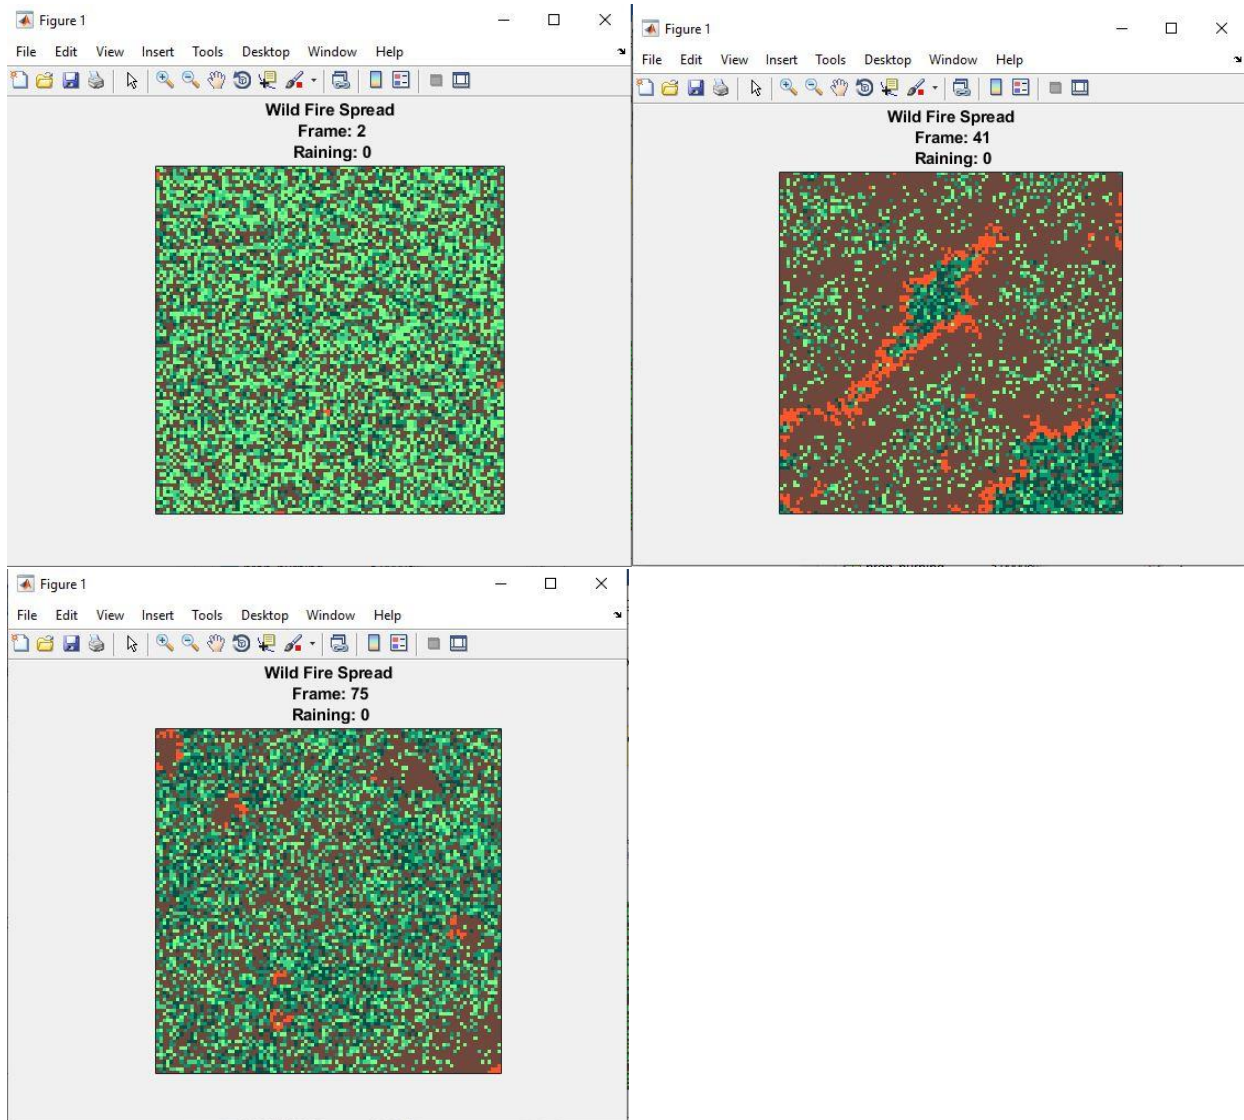 Figure 1
File Edit View Insert Tools Desktop Window Help
Wild Fire Spread
Frame: 2
Raining: 0
Figure 1
File Edit View Insert Tools Desktop Window Help
Wild Fire Spread
Frame: 41
Raining: 0
Figure 1
File Edit View Insert Tools Desktop Window Help
Wild Fire Spread
Frame: 75
Raining: 0